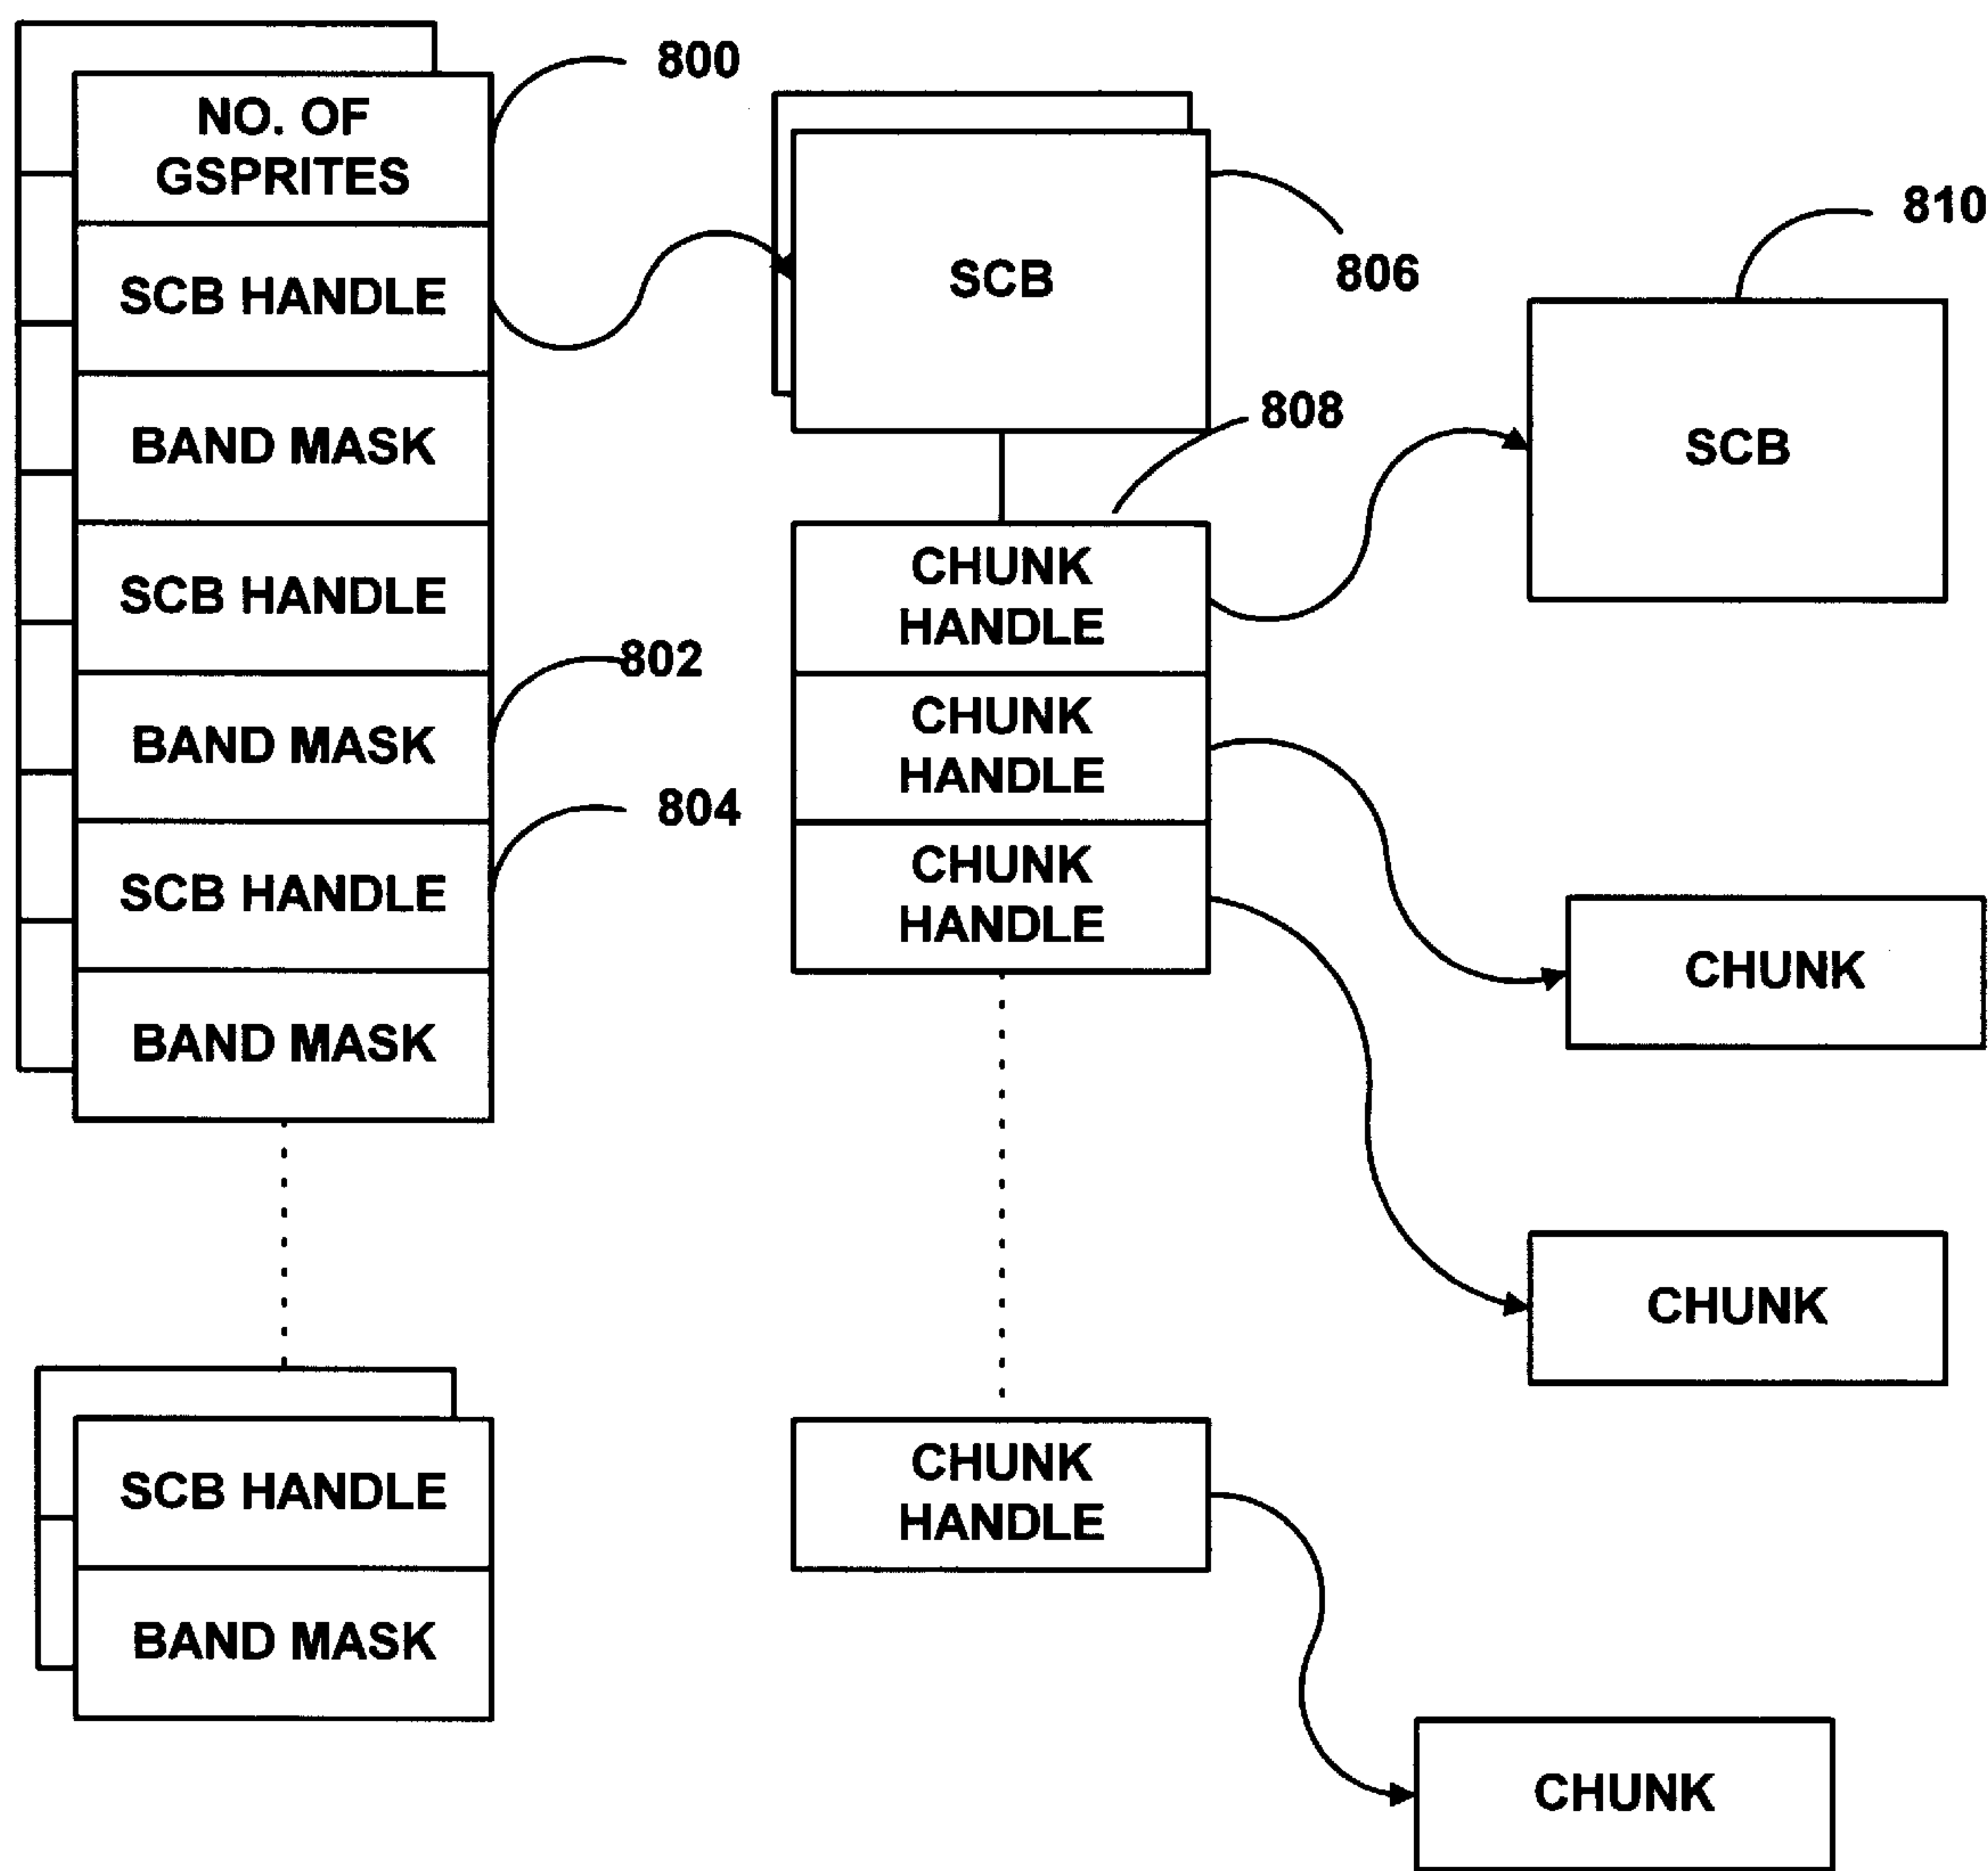 NO. OF
GSPRITES
SCB HANDLE
BAND MASK
SCB HANDLE
BAND MASK
SCB HANDLE
BAND MASK
SCB HANDLE
BAND MASK
800
802
804
SCB
806
808
CHUNK
HANDLE
CHUNK
HANDLE
CHUNK
HANDLE
CHUNK
HANDLE
810
SCB
CHUNK
CHUNK
CHUNK